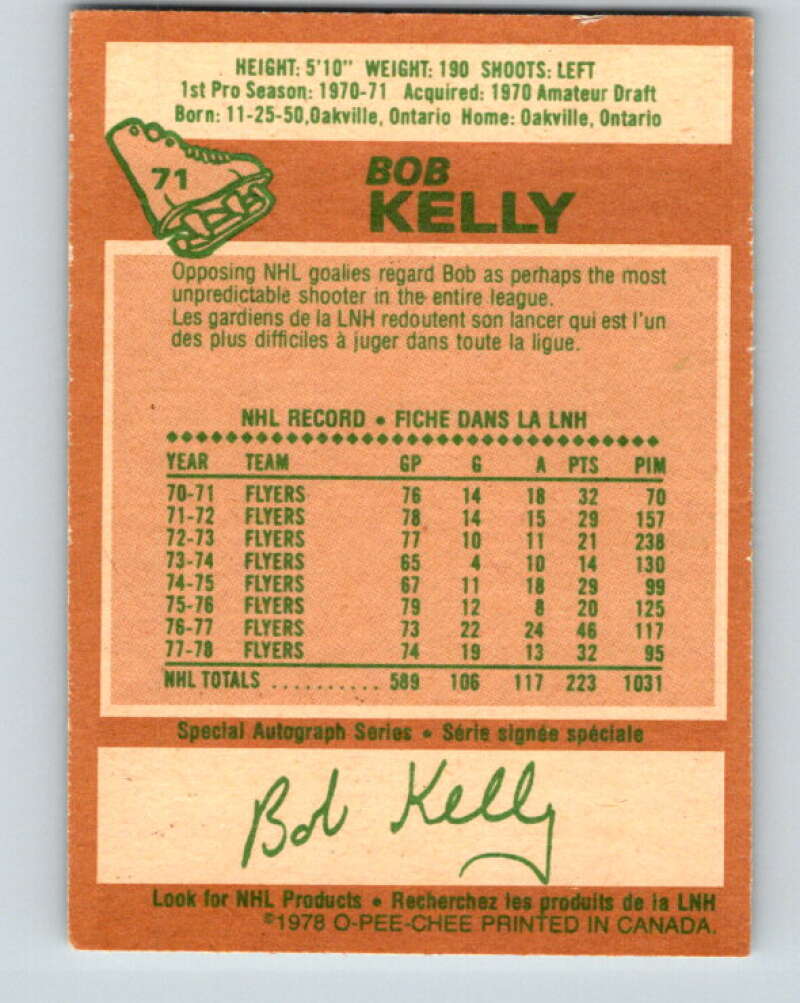 HEIGHT: 5'10" WEIGHT: 190 SHOOTS: LEFT
1st Pro Season: 1970-71 Acquired: 1970 Amateur Draft
Born: 11-25-50,Oakville, Ontario Home: Oakville, Ontario
71
BOB
KELLY
Opposing NHL goalies regard Bob as perhaps the most
unpredictable shooter in the entire league.
Les gardiens de la LNH redoutent son lancer qui est l'un
des plus difficiles à juger dans toute la ligue.
NHL RECORD • FICHE DANS LA LNH
YEAR TEAM GP G A PTS PIM
70-71 FLYERS 76 14 18 32 70
71-72 FLYERS 78 14 15 29 157
72-73 FLYERS 77 10 11 21 238
73-74 FLYERS 65 4 10 14 130
74-75 FLYERS 67 11 18 29 99
75-76 FLYERS 79 12 8 20 125
76-77 FLYERS 73 22 24 46 117
77-78 FLYERS 74 19 13 32 95
NHL TOTALS .......... 589 106 117 223 1031
Special Autograph Series • Série signée spéciale
Bob Kelly
Look for NHL Products • Recherchez les produits de la LNH
©1978 O-PEE-CHEE PRINTED IN CANADA.